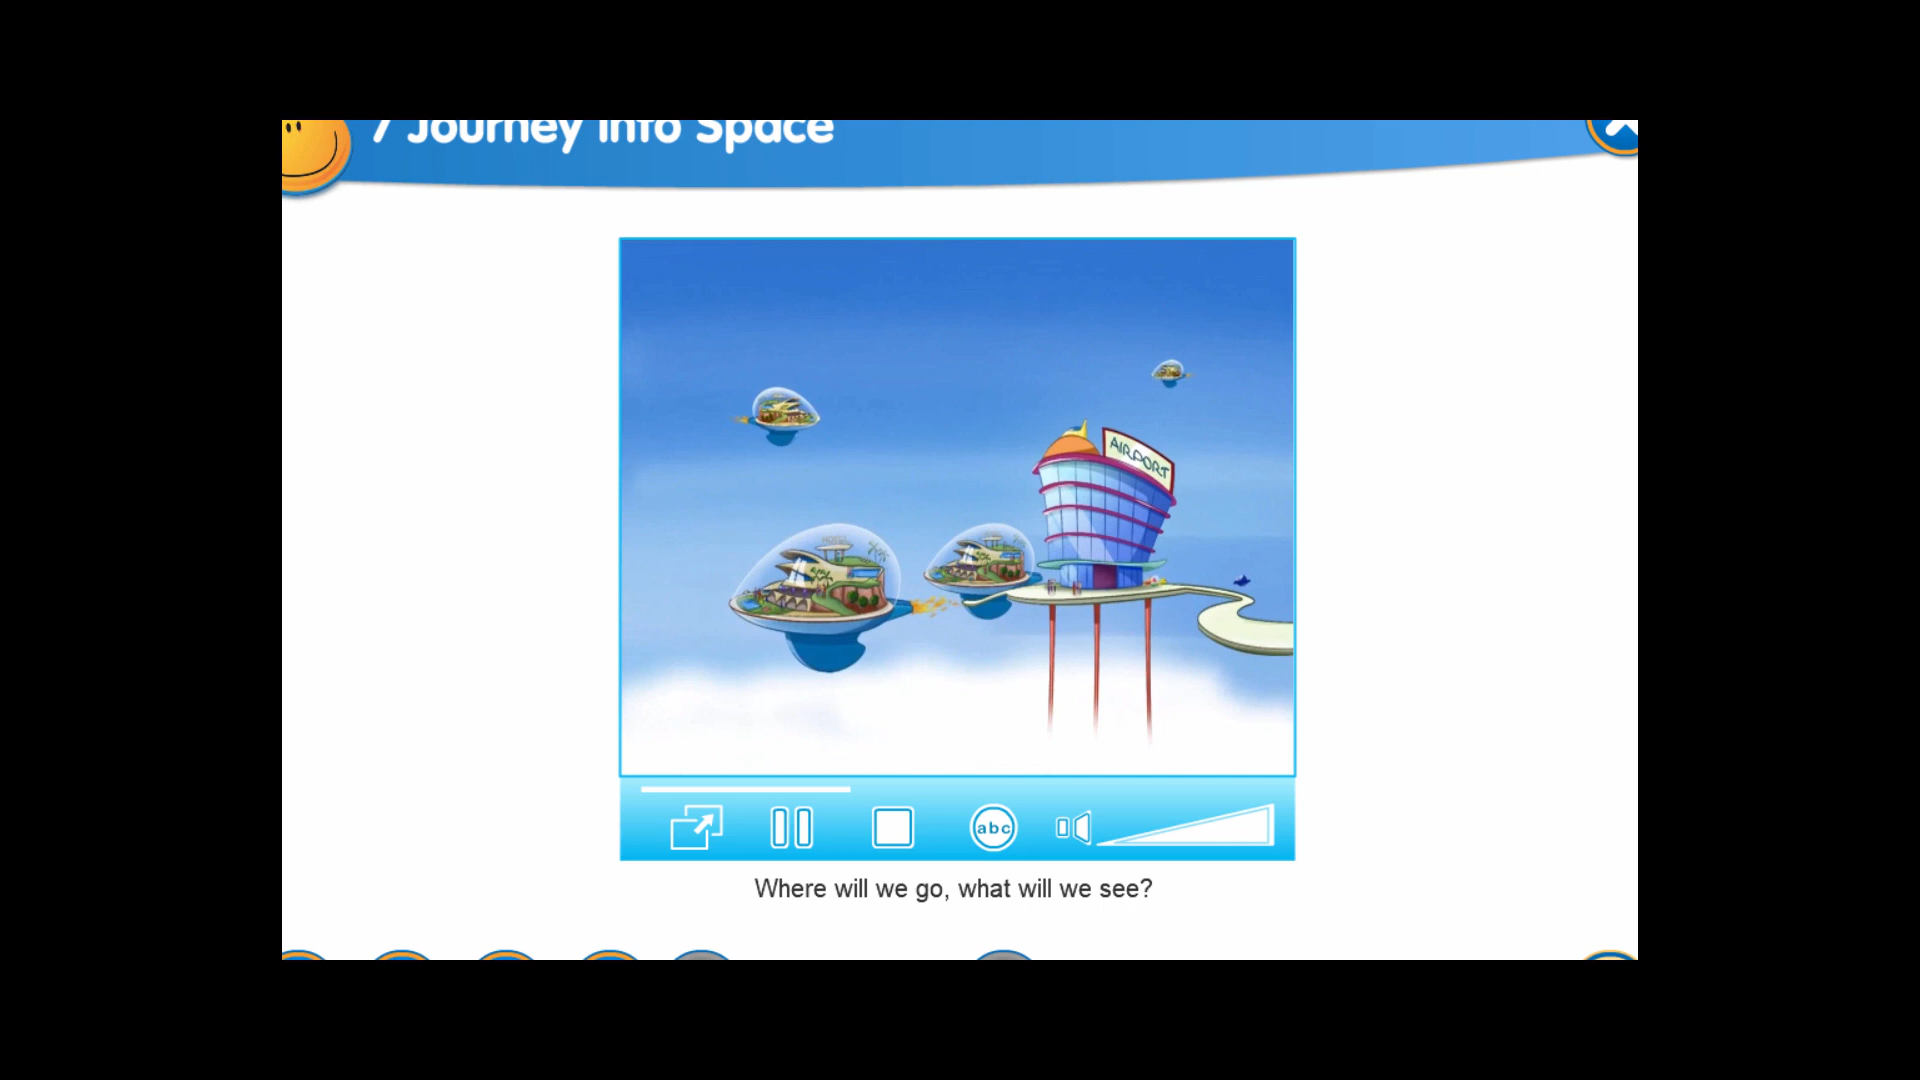 7 Journey into Space
AIRPORT
abc
Where will we go, what will we see?